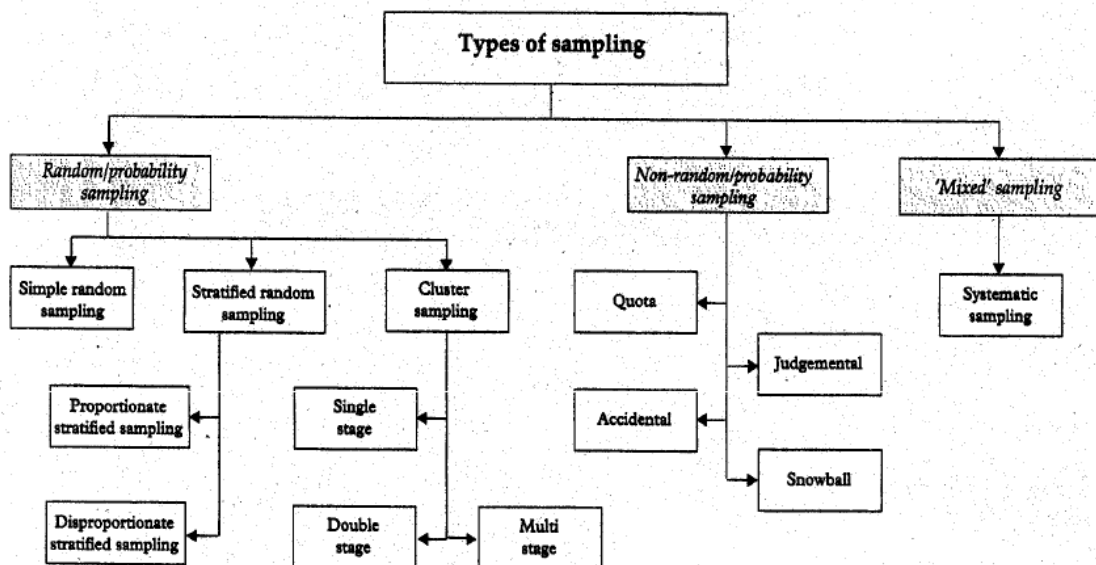 Types of sampling
Random/probability
sampling
Non-random/probability
sampling
'Mixed' sampling
Simple random
sampling
Stratified random
sampling
Cluster
sampling
Quota
Systematic
sampling
Judgemental
Proportionate
stratified sampling
Single
stage
Accidental
Snowball
Disproportionate
stratified sampling
Double
stage
Multi
stage